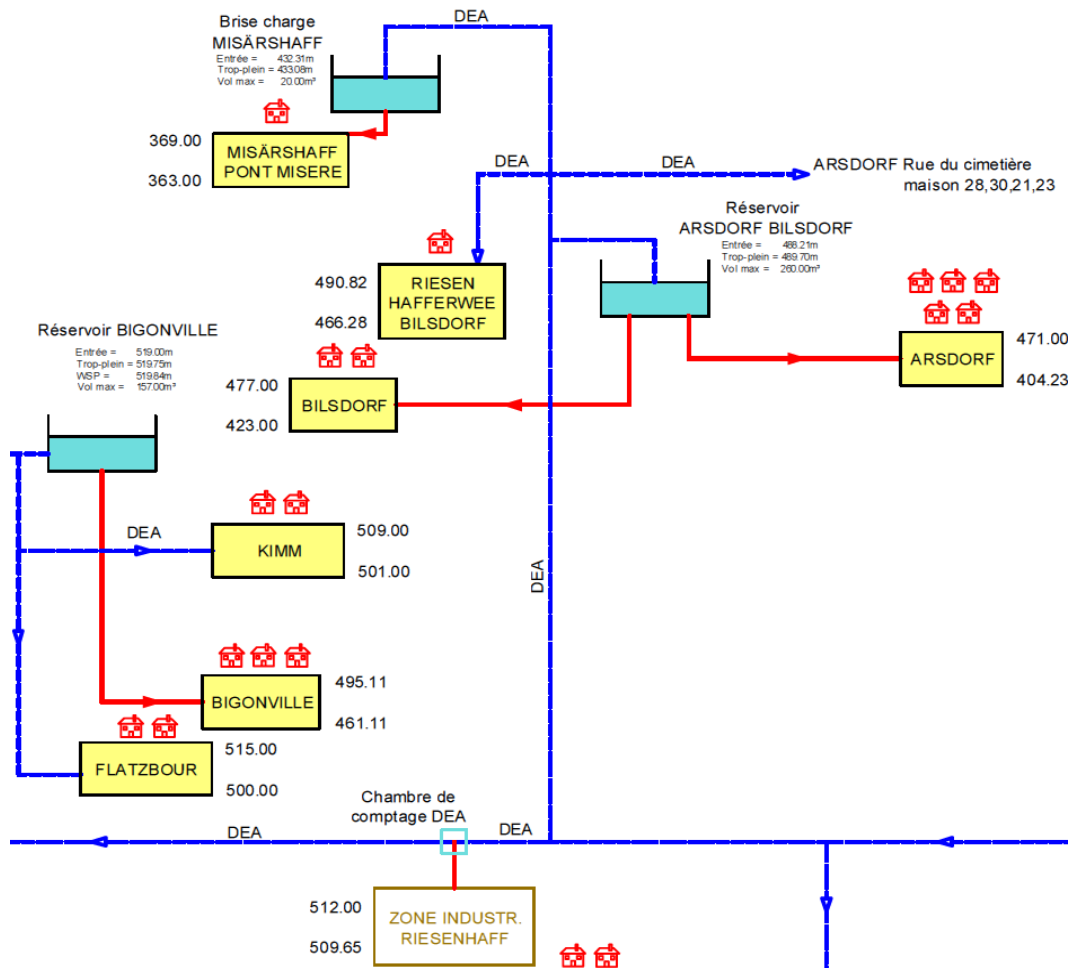 DEA
Brise charge
MISÄRSHAFF
Entrée = 432.31m
Trop-plein = 433.08m
Vol max = 20.00m³
369.00
363.00
MISÄRSHAFF
PONT MISERE
DEA
DEA
ARSDORF Rue du cimetière
maison 28,30,21,23
Réservoir
ARSDORF BILSDORF
Entrée = 488.21m
Trop-plein = 489.70m
Vol max = 260.00m³
490.82
466.28
RIESEN
HAFFERWEE
BILSDORF
Réservoir BIGONVILLE
Entrée = 519.00m
Trop-plein = 519.75m
WSP = 519.84m
Vol max = 157.00m³
ARSDORF
471.00
404.23
477.00
423.00
BILSDORF
DEA
KIMM
509.00
501.00
DEA
BIGONVILLE
495.11
461.11
FLATZBOUR
515.00
500.00
Chambre de
comptage DEA
DEA
DEA
512.00
509.65
ZONE INDUSTR.
RIESENHAFF